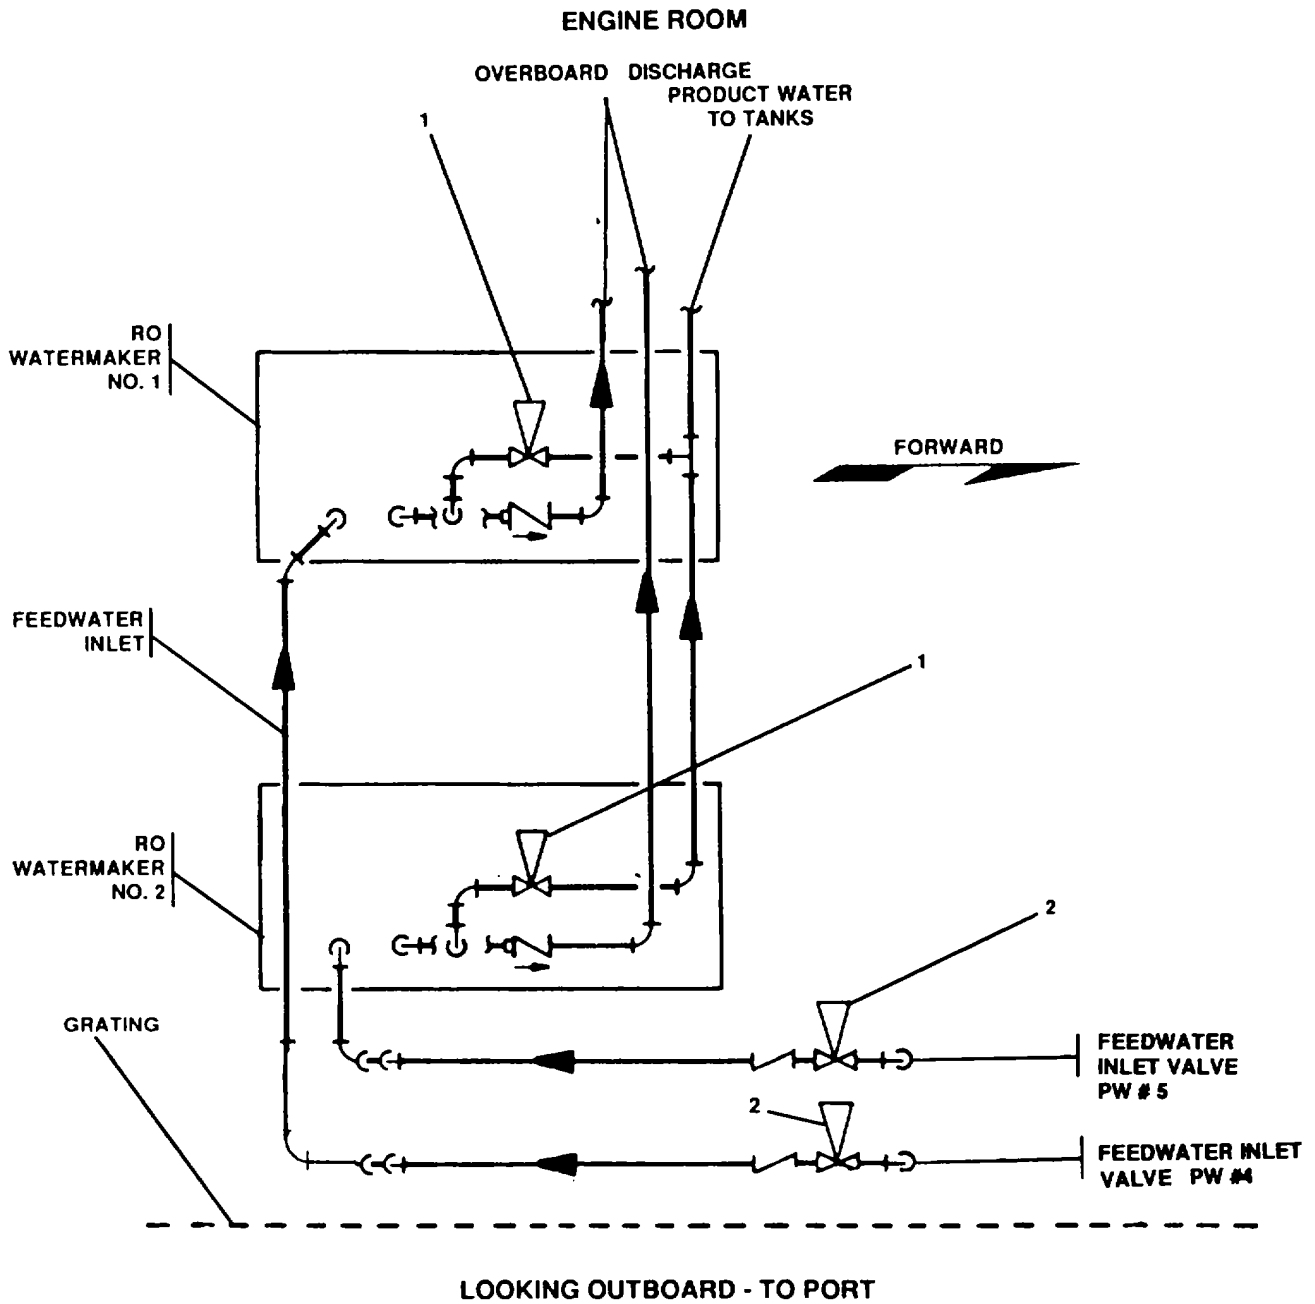 ENGINE ROOM
OVERBOARD DISCHARGE
PRODUCT WATER
TO TANKS
1
RO
WATERMAKER
NO. 1
FORWARD
FEEDWATER
INLET
1
RO
WATERMAKER
NO. 2
2
GRATING
FEEDWATER
INLET VALVE
PW # 5
2
FEEDWATER INLET
VALVE PW #4
LOOKING OUTBOARD - TO PORT